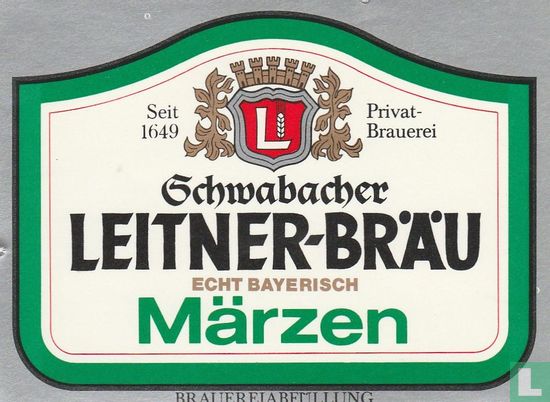 Seit
1649
Privat-
Brauerei
L
Schwabacher
LEITNER-BRÄU
ECHT BAYERISCH
Märzen
BRAUEREIABFÜLLUNG
L